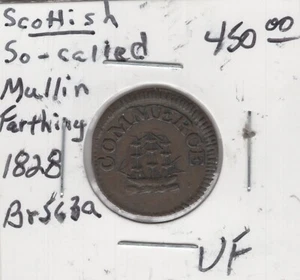 Scottish
So-called
Mullin
Farthing
1828
Br563a
450 00
COMMERCE
VF